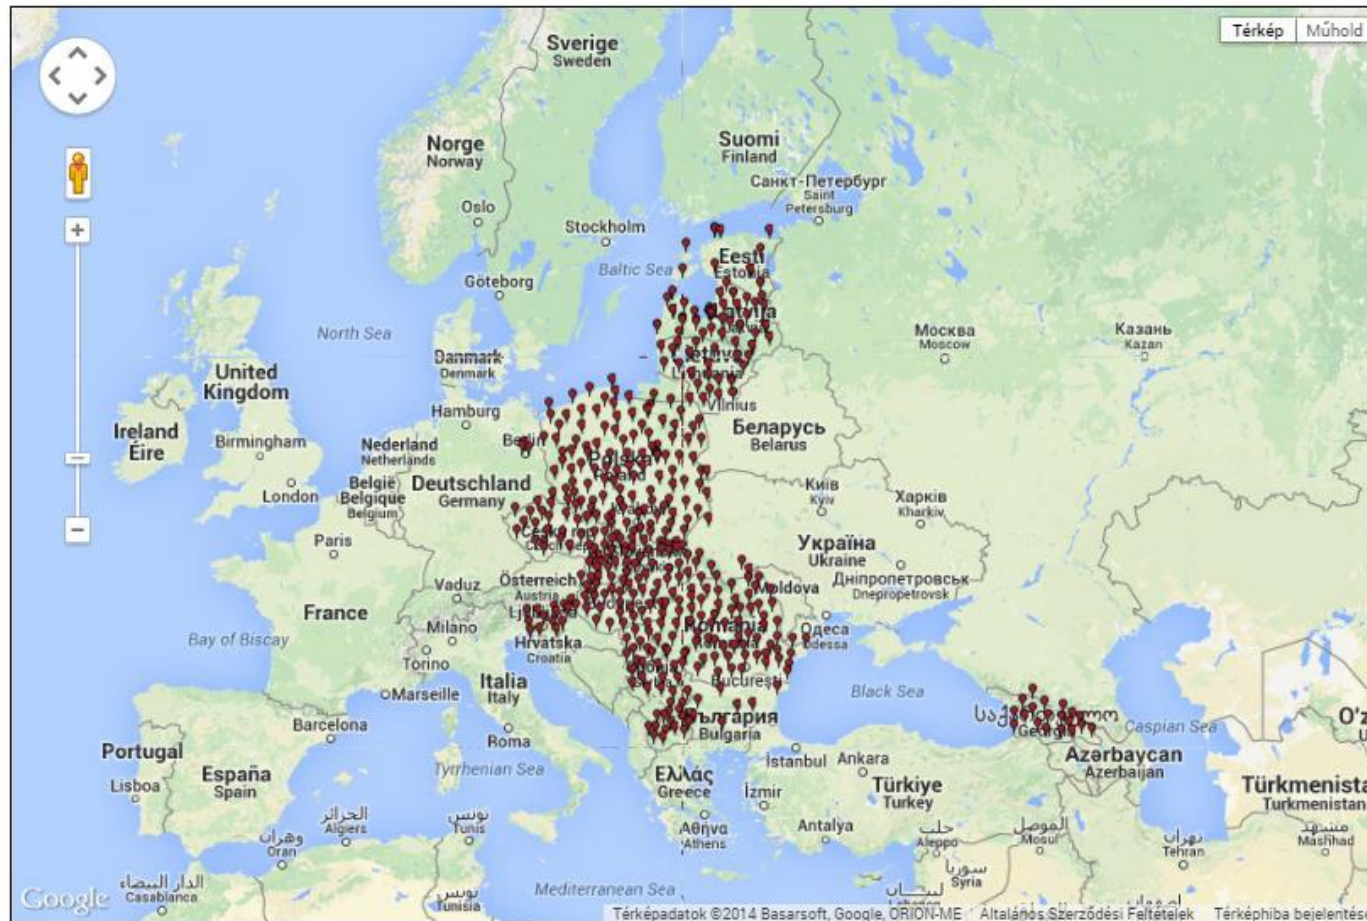 Térkép
Műhold
Sverige
Sweden
Norge
Norway
Suomi
Finland
Санкт-Петербург
Saint
Petersburg
Oslo
Stockholm
Baltic Sea
Eesti
Estonia
Göteborg
North Sea
Москва
Moscow
Казань
Kazan
Danmark
Denmark
United
Kingdom
Vilnius
Hamburg
Беларусь
Belarus
Ireland
Éire
Birmingham
Nederland
Netherlands
Berlin
London
België
Belgique
Belgium
Deutschland
Germany
Polska
Київ
Kyiv
Харків
Kharkiv
Paris
Україна
Ukraine
Дніпропетровськ
Dnepropetrovsk
Vaduz
Österreich
Austria
Moldova
France
Milano
Одеса
Odessa
Bay of Biscay
Hrvatska
Croatia
Torino
Italia
Italy
Marseille
București
Black Sea
Caspian Sea
Barcelona
Roma
Bulgaria
Portugal
España
Spain
Lisboa
Tyrrhenian Sea
Ελλάς
Greece
İstanbul
Ankara
Azərbaycan
Azerbaijan
İzmir
Türkiye
Turkey
Αθήνα
Athens
Antalya
الجزائر
Algiers
وهران
Oran
تونس
Tunis
حلب
Aleppo
الموصل
Mosul
تهران
Tehran
مشهد
Mashhad
سوريا
Syria
الدار البيضاء
Casablanca
تونس
Tunisia
Mediterranean Sea
Google
Térképadatok ©2014 Basarsoft, Google, ORION-ME
Általános Szerződési Feltételek
Térképhiba bejelentése